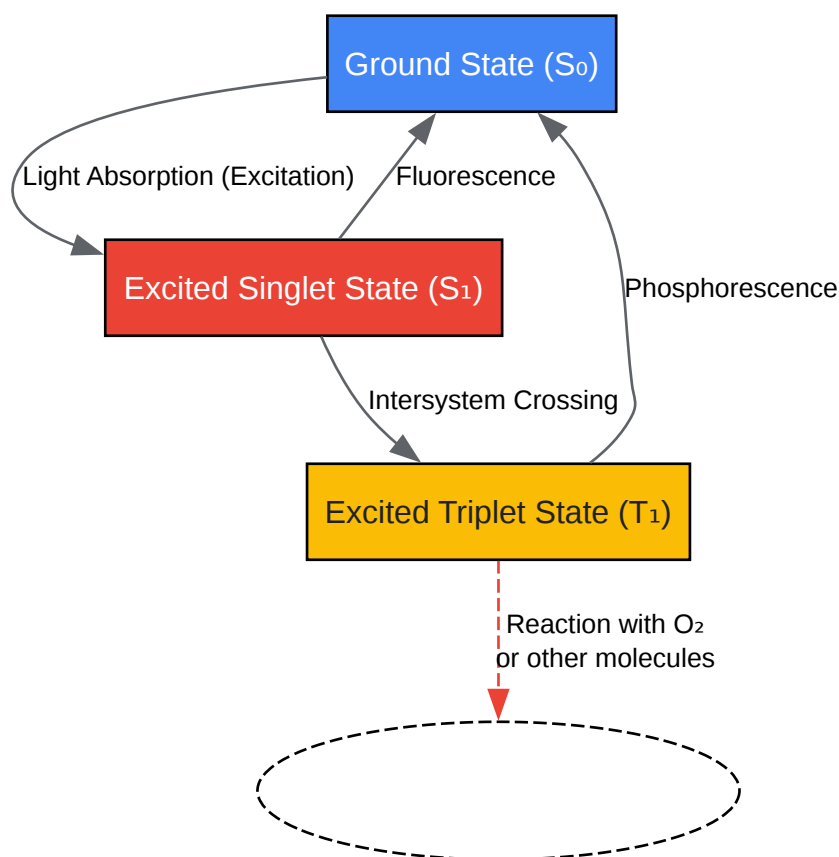 Ground State (S₀)
Light Absorption (Excitation)
Fluorescence
Excited Singlet State (S₁)
Phosphorescence
Intersystem Crossing
Excited Triplet State (T₁)
Reaction with O₂
or other molecules